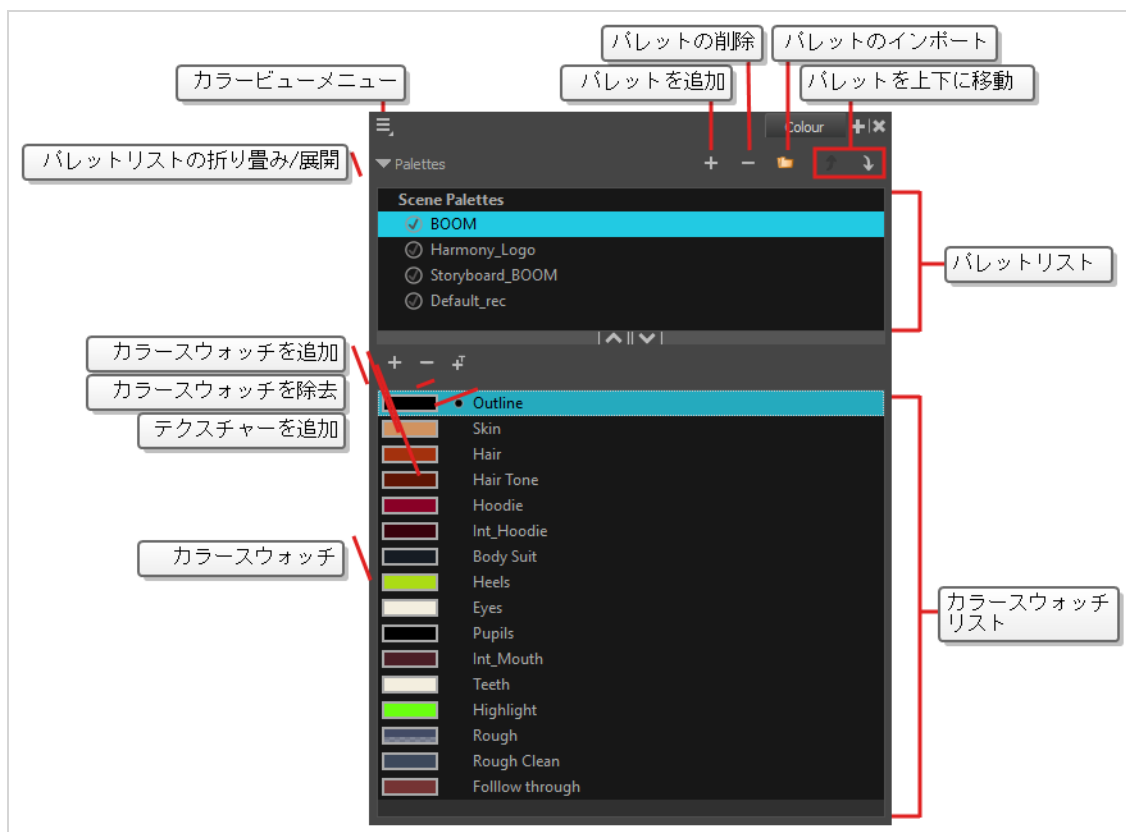 パレットの削除
パレットのインポート
カラービューメニュー
パレットを追加
パレットを上下に移動
Colour
パレットリストの折り畳み/展開
Palettes
Scene Palettes
BOOM
Harmony_Logo
Storyboard_BOOM
Default_rec
パレットリスト
カラースウォッチを追加
カラースウォッチを除去
テクスチャーを追加
Outline
Skin
Hair
Hair Tone
Hoodie
Int_Hoodie
カラースウォッチ
Body Suit
Heels
Eyes
カラースウォッチ
リスト
Pupils
Int_Mouth
Teeth
Highlight
Rough
Rough Clean
Folllow through